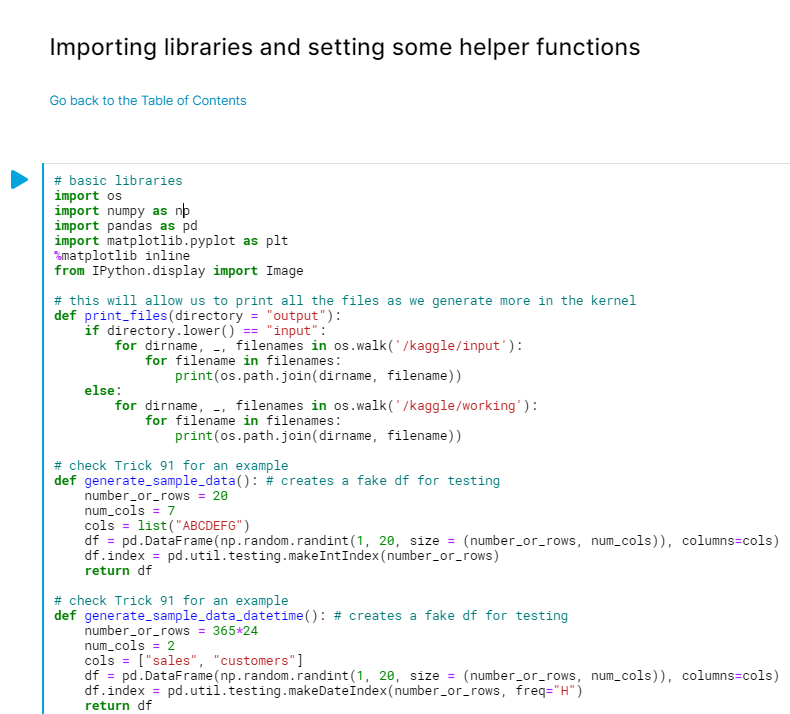 Importing libraries and setting some helper functions
Go back to the Table of Contents
# basic libraries
import os
import numpy as np
import pandas as pd
import matplotlib.pyplot as plt
%matplotlib inline
from IPython.display import Image

# this will allow us to print all the files as we generate more in the kernel
def print_files(directory = "output"):
    if directory.lower() == "input":
        for dirname, _, filenames in os.walk('/kaggle/input'):
            for filename in filenames:
                print(os.path.join(dirname, filename))
    else:
        for dirname, _, filenames in os.walk('/kaggle/working'):
            for filename in filenames:
                print(os.path.join(dirname, filename))

# check Trick 91 for an example
def generate_sample_data(): # creates a fake df for testing
    number_or_rows = 20
    num_cols = 7
    cols = list("ABCDEFG")
    df = pd.DataFrame(np.random.randint(1, 20, size = (number_or_rows, num_cols)), columns=cols)
    df.index = pd.util.testing.makeIntIndex(number_or_rows)
    return df

# check Trick 91 for an example
def generate_sample_data_datetime(): # creates a fake df for testing
    number_or_rows = 365*24
    num_cols = 2
    cols = ["sales", "customers"]
    df = pd.DataFrame(np.random.randint(1, 20, size = (number_or_rows, num_cols)), columns=cols)
    df.index = pd.util.testing.makeDateIndex(number_or_rows, freq="H")
    return df